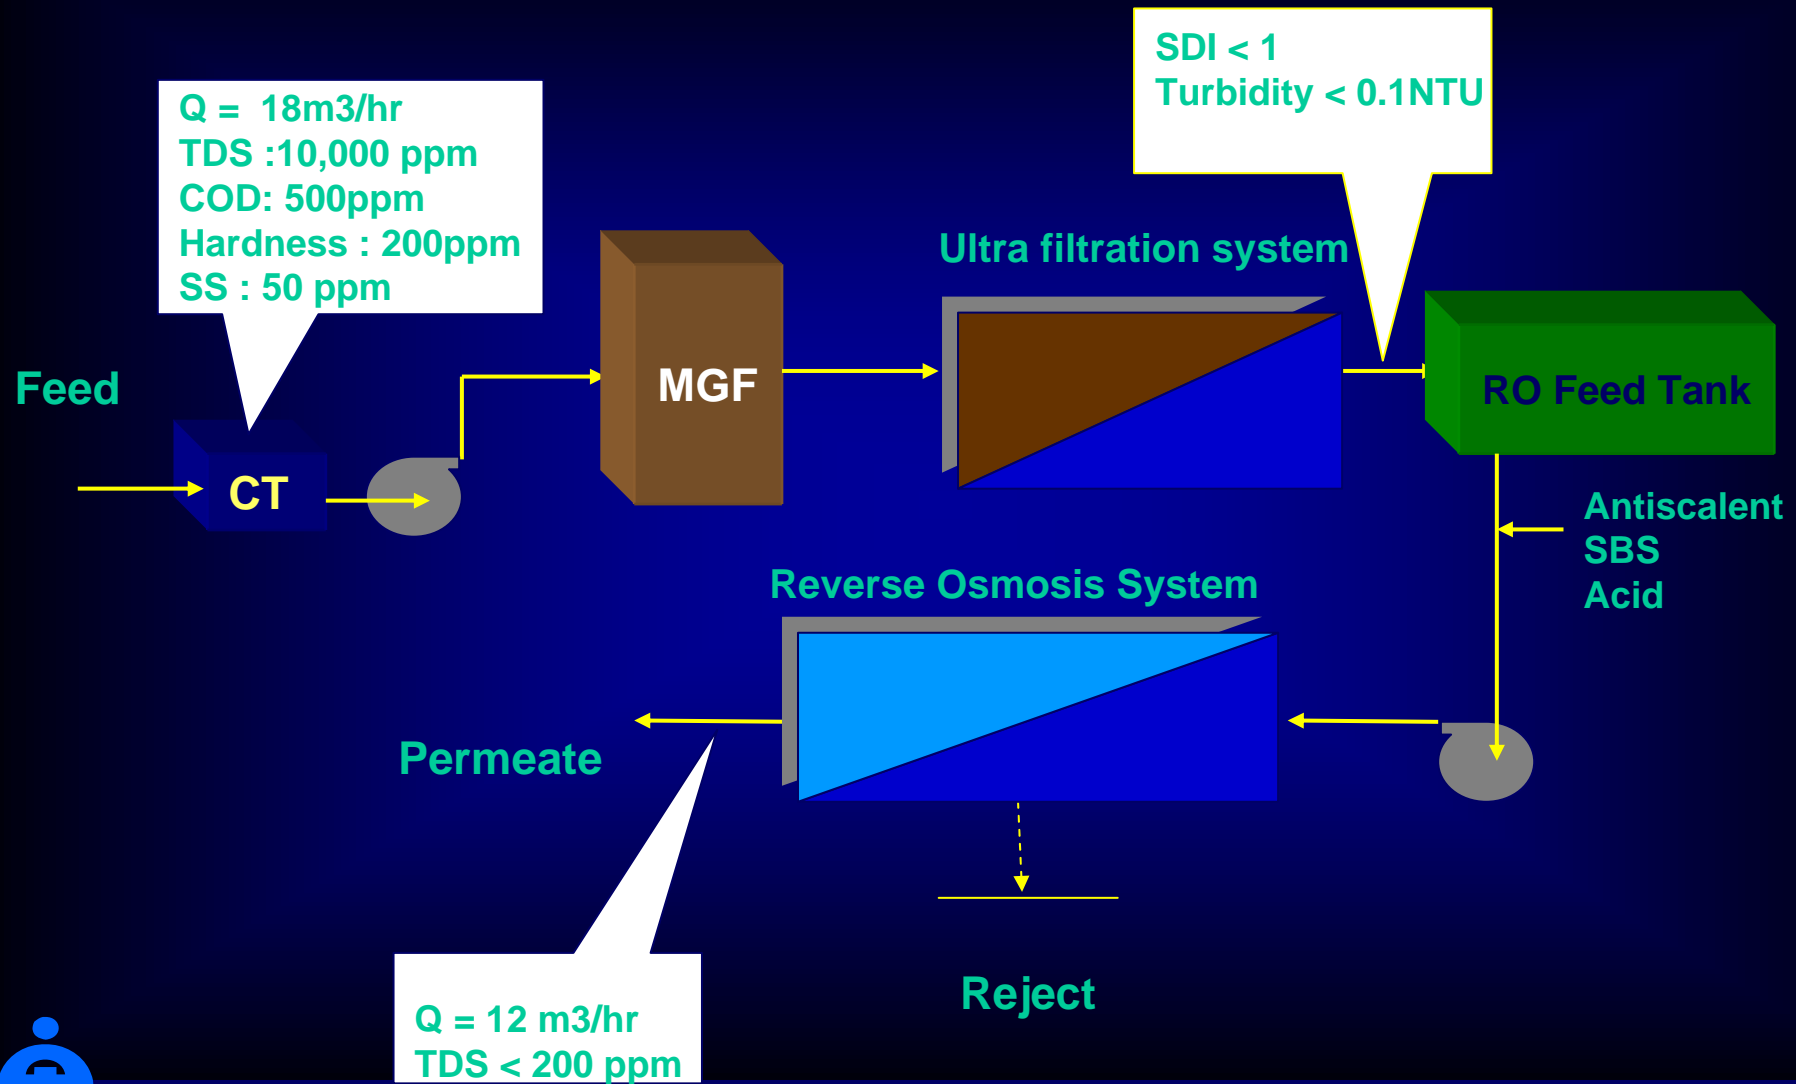 SDI < 1
Turbidity < 0.1NTU
Q =  18m3/hr
TDS :10,000 ppm
COD: 500ppm
Hardness : 200ppm
SS : 50 ppm
Ultra filtration system
Feed
MGF
RO Feed Tank
CT
Antiscalent
SBS
Acid
Reverse Osmosis System
Permeate
Reject
Q = 12 m3/hr
TDS < 200 ppm